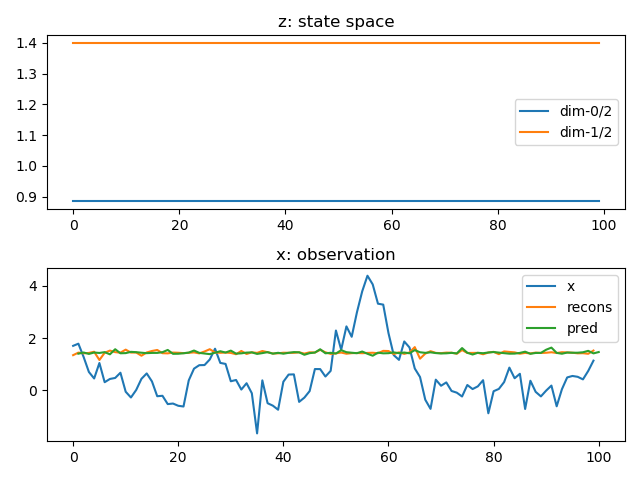 z: state space
1.4
1.3
1.2
1.1
1.0
0.9
dim-0/2
dim-1/2
0 20 40 60 80 100
x: observation
4
2
0
x
recons
pred
0 20 40 60 80 100